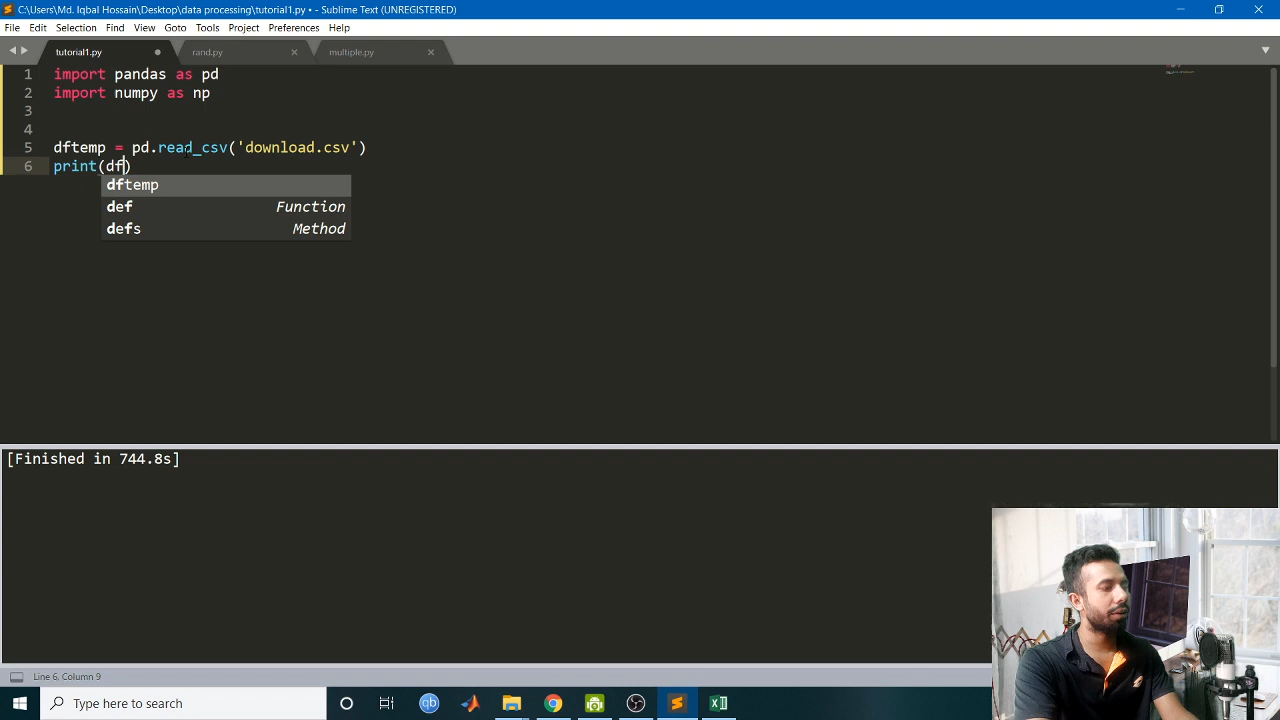 C:\Users\Md. Iqbal Hossain\Desktop\data processing\tutorial1.py • - Sublime Text (UNREGISTERED)
File Edit Selection Find View Goto Tools Project Preferences Help
tutorial1.py rand.py multiple.py
1 import pandas as pd
2 import numpy as np
3
4
5 dftemp = pd.read_csv('download.csv')
6 print(df)
dftemp
def Function
defs Method
[Finished in 744.8s]
Line 6, Column 9
Type here to search